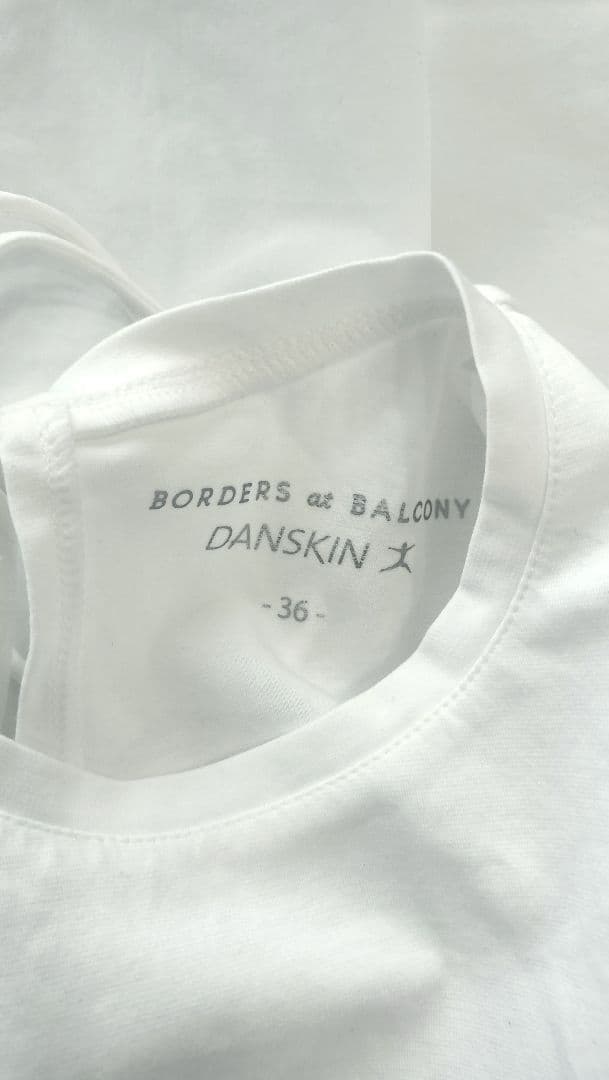 BORDERS at BALCONY
DANSKIN
-36-